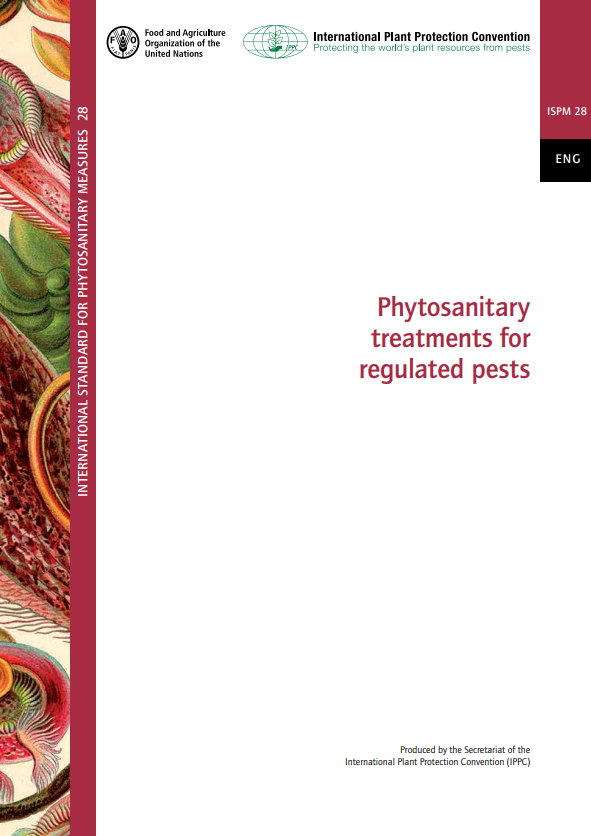 Food and Agriculture
Organization of the
United Nations
FAO
FIAT PANIS
IPPC
International Plant Protection Convention
Protecting the world's plant resources from pests
ISPM 28
ENG
INTERNATIONAL STANDARD FOR PHYTOSANITARY MEASURES 28
Phytosanitary
treatments for
regulated pests
Produced by the Secretariat of the
International Plant Protection Convention (IPPC)